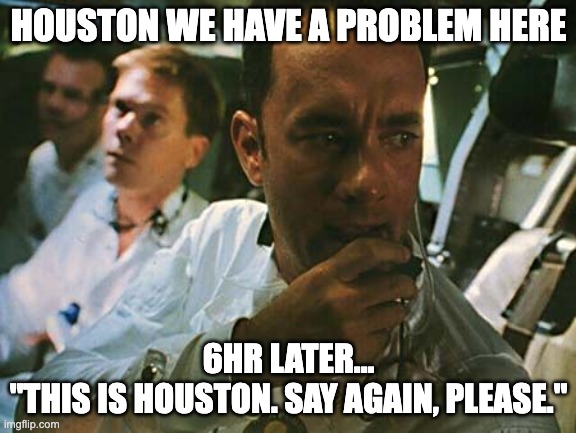 HOUSTON WE HAVE A PROBLEM HERE
6HR LATER...
"THIS IS HOUSTON. SAY AGAIN, PLEASE."
imgflip.com